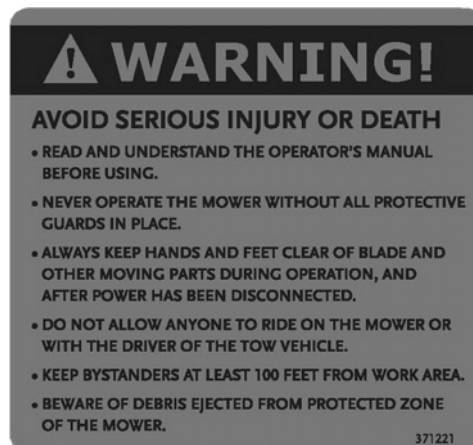 WARNING!
AVOID SERIOUS INJURY OR DEATH
• READ AND UNDERSTAND THE OPERATOR'S MANUAL
BEFORE USING.
• NEVER OPERATE THE MOWER WITHOUT ALL PROTECTIVE
GUARDS IN PLACE.
• ALWAYS KEEP HANDS AND FEET CLEAR OF BLADE AND
OTHER MOVING PARTS DURING OPERATION, AND
AFTER POWER HAS BEEN DISCONNECTED.
• DO NOT ALLOW ANYONE TO RIDE ON THE MOWER OR
WITH THE DRIVER OF THE TOW VEHICLE.
• KEEP BYSTANDERS AT LEAST 100 FEET FROM WORK AREA.
• BEWARE OF DEBRIS EJECTED FROM PROTECTED ZONE
OF THE MOWER.
371221